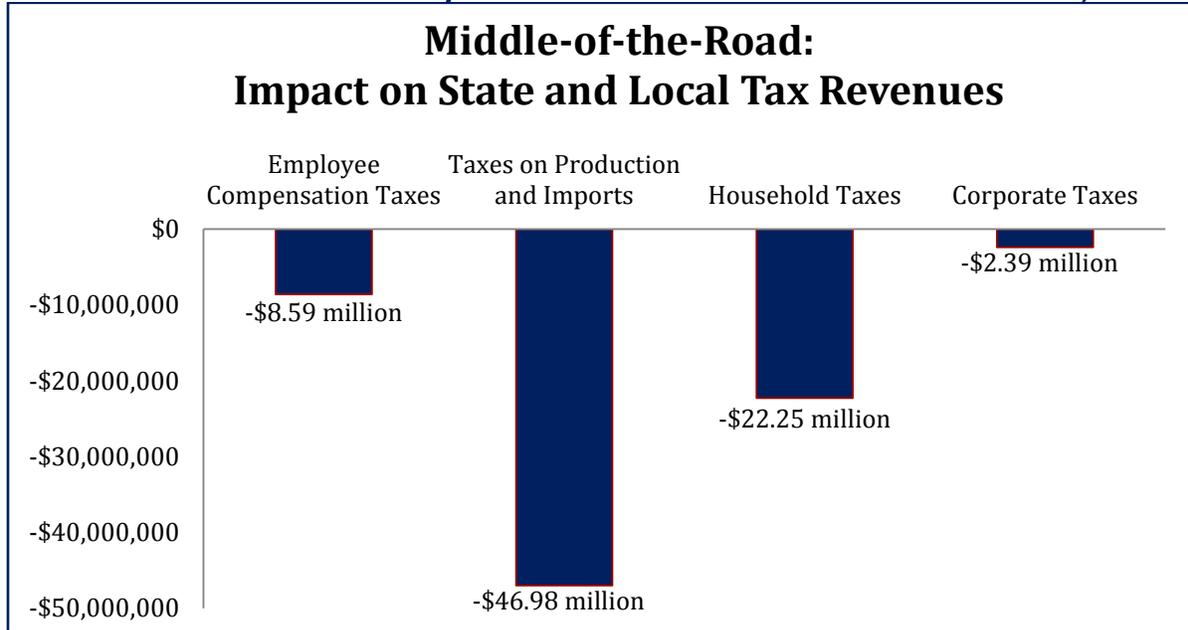 Middle-of-the-Road:
Impact on State and Local Tax Revenues
Employee
Compensation Taxes
Taxes on Production
and Imports
Household Taxes
Corporate Taxes
$0
-$10,000,000
-$20,000,000
-$30,000,000
-$40,000,000
-$50,000,000
-$8.59 million
-$46.98 million
-$22.25 million
-$2.39 million